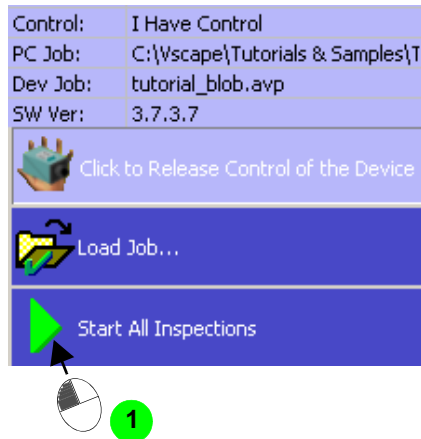 Control: I Have Control
PC Job: C:\Vscape\Tutorials & Samples\T
Dev Job: tutorial_blob.avp
SW Ver: 3.7.3.7
Click to Release Control of the Device
Load Job...
Start All Inspections
1